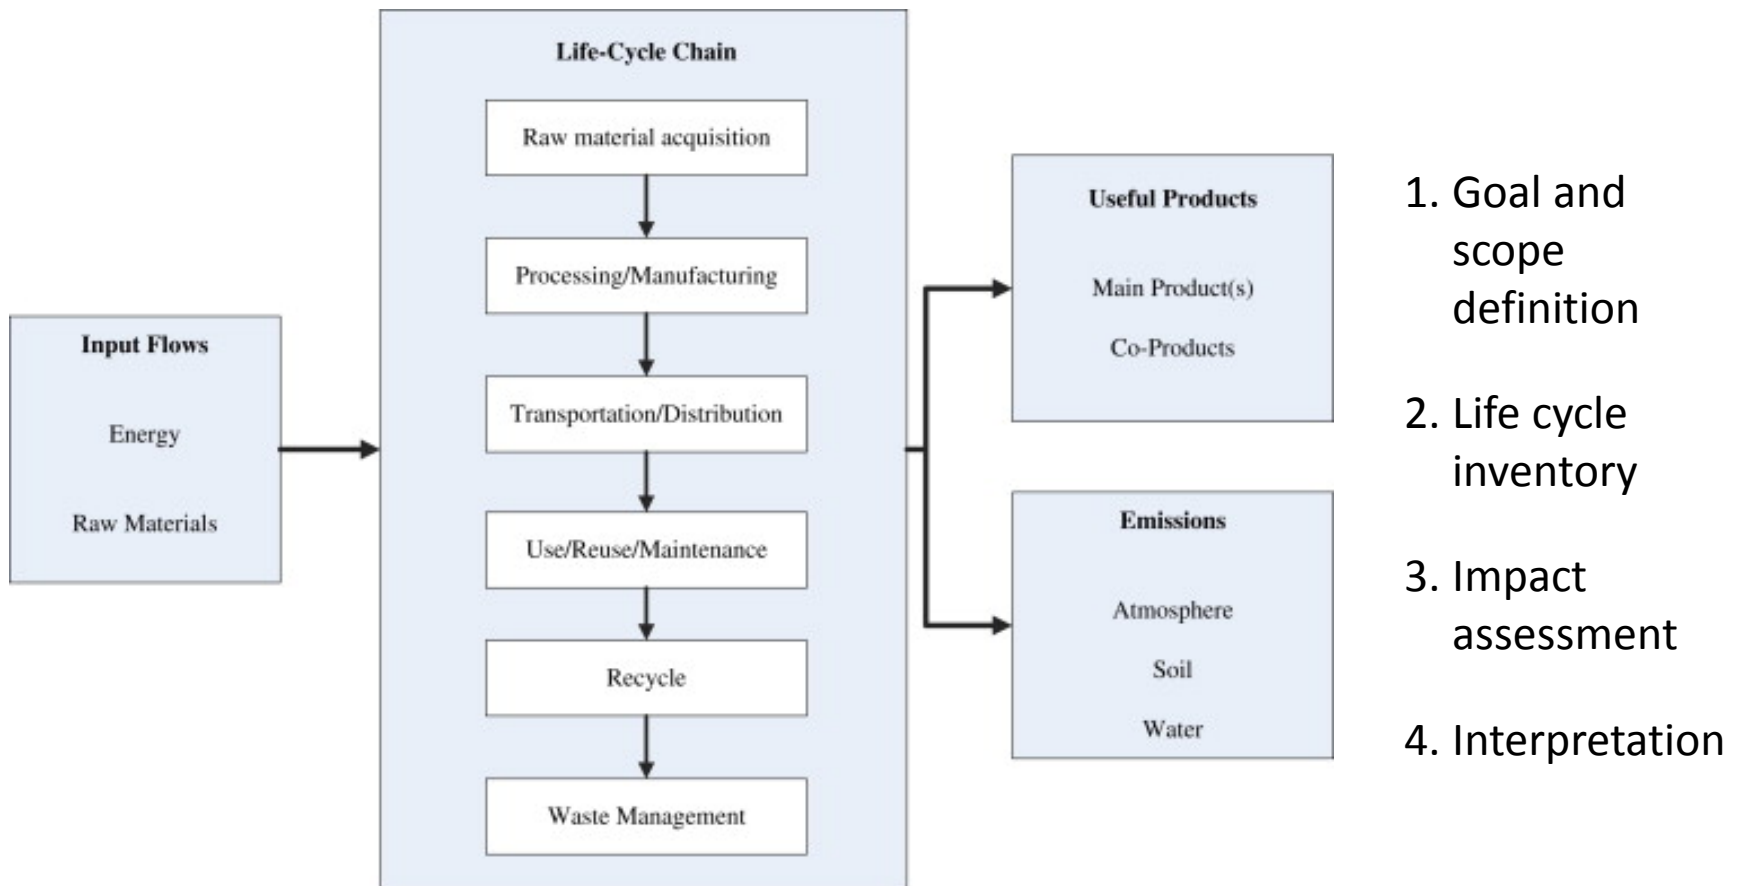 Life-Cycle Chain
Raw material acquisition
Processing/Manufacturing
Transportation/Distribution
Use/Reuse/Maintenance
Recycle
Waste Management
Input Flows
Energy
Raw Materials
Useful Products
Main Product(s)
Co-Products
Emissions
Atmosphere
Soil
Water
1. Goal and
scope
definition
2. Life cycle
inventory
3. Impact
assessment
4. Interpretation